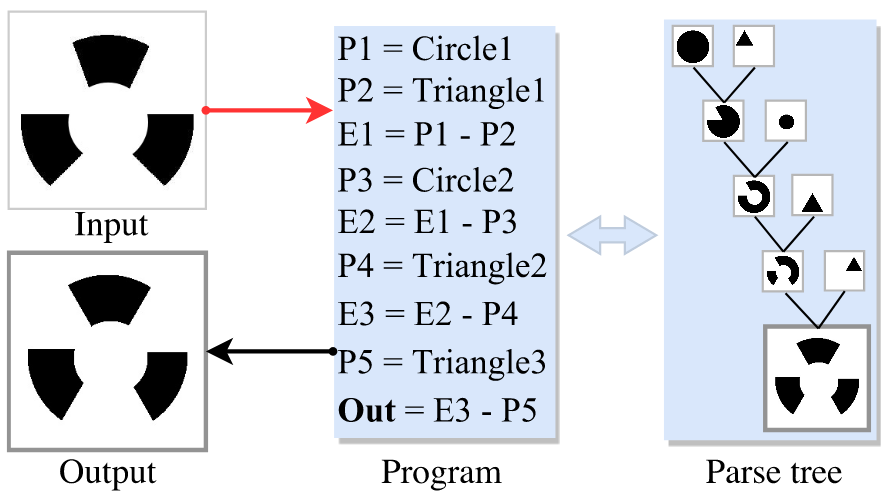 Input
Output
P1 = Circle1
P2 = Triangle1
E1 = P1 - P2
P3 = Circle2
E2 = E1 - P3
P4 = Triangle2
E3 = E2 - P4
P5 = Triangle3
Out = E3 - P5
Program
Parse tree